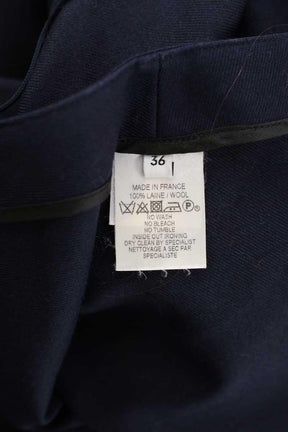 36
MADE IN FRANCE
100% LAINE / WOOL
P
NO WASH
NO BLEACH
NO TUMBLE
INSIDE OUT IRONING
DRY CLEAN BY SPECIALIST
NETTOYAGE A SEC PAR
SPECIALISTE